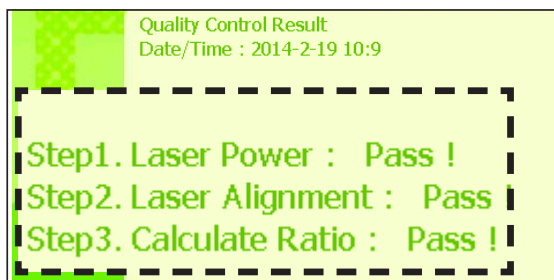 Quality Control Result
Date/Time : 2014-2-19 10:9
Step1. Laser Power : Pass !
Step2. Laser Alignment : Pass !
Step3. Calculate Ratio : Pass !